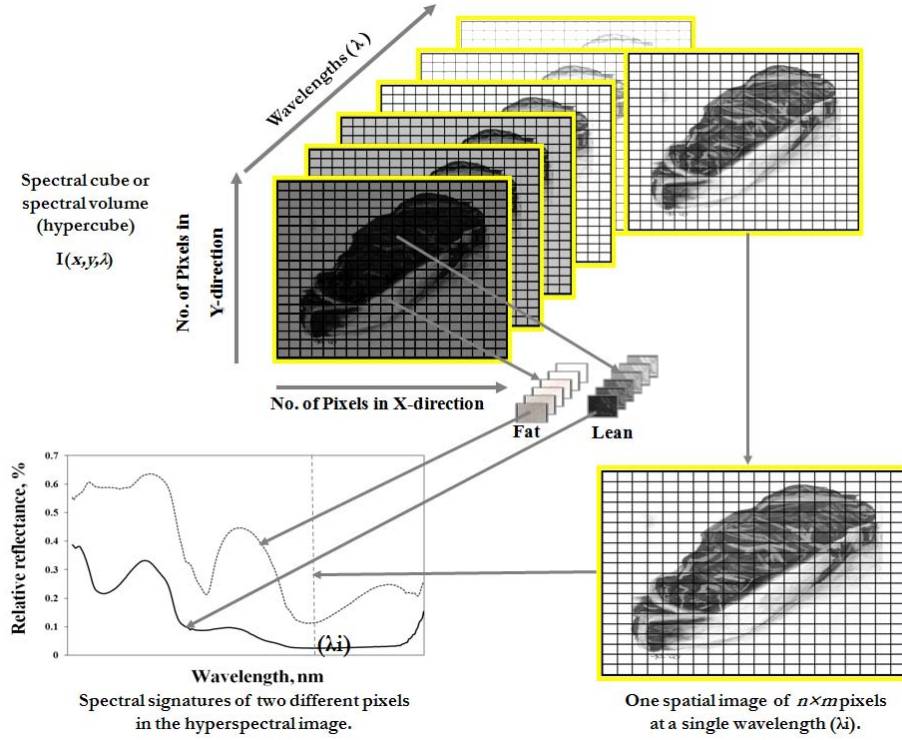 Wavelengths (λ)
Spectral cube or
spectral volume
(hypercube)
I(x,y,λ)
No. of Pixels in
Y-direction
No. of Pixels in X-direction
Fat
Lean
Relative reflectance, %
0.7
0.6
0.5
0.4
0.3
0.2
0.1
0
(λi)
Wavelength, nm
Spectral signatures of two different pixels
in the hyperspectral image.
One spatial image of n×m pixels
at a single wavelength (λi).